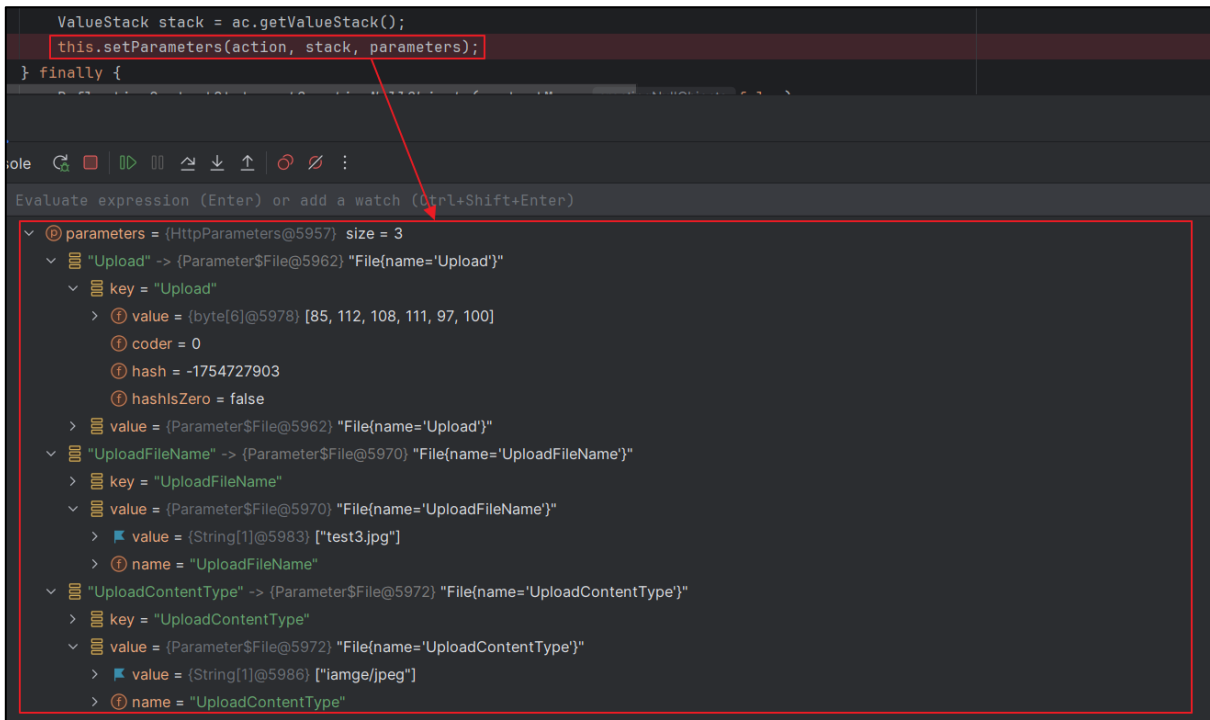 ValueStack stack = ac.getValueStack();
this.setParameters(action, stack, parameters);
} finally {
sole
Evaluate expression (Enter) or add a watch (Ctrl+Shift+Enter)
parameters = {HttpParameters@5957} size = 3
"Upload" -> {Parameter$File@5962} "File{name='Upload'}"
key = "Upload"
value = {byte[6]@5978} [85, 112, 108, 111, 97, 100]
coder = 0
hash = -1754727903
hashIsZero = false
value = {Parameter$File@5962} "File{name='Upload'}"
"UploadFileName" -> {Parameter$File@5970} "File{name='UploadFileName'}"
key = "UploadFileName"
value = {Parameter$File@5970} "File{name='UploadFileName'}"
value = {String[1]@5983} ["test3.jpg"]
name = "UploadFileName"
"UploadContentType" -> {Parameter$File@5972} "File{name='UploadContentType'}"
key = "UploadContentType"
value = {Parameter$File@5972} "File{name='UploadContentType'}"
value = {String[1]@5986} ["iamge/jpeg"]
name = "UploadContentType"